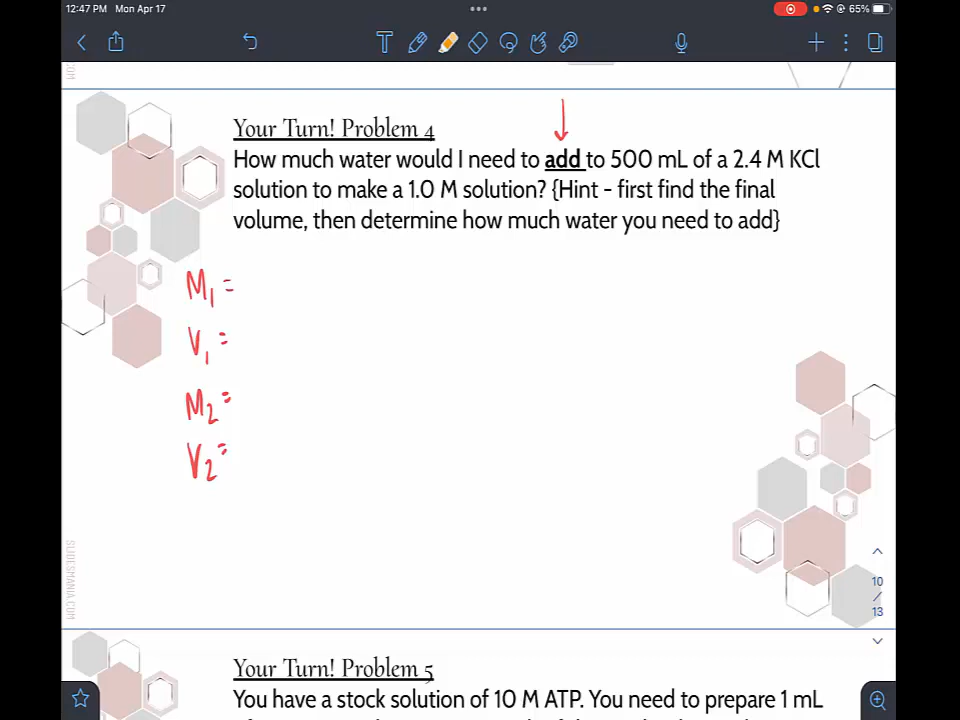 12:47 PM Mon Apr 17
65%
Your Turn! Problem 4
How much water would I need to add to 500 mL of a 2.4 M KCl
solution to make a 1.0 M solution? {Hint - first find the final
volume, then determine how much water you need to add}
M₁ =
V₁ =
M₂ =
V₂ =
SLIDESMANIA.COM
10
/
13
Your Turn! Problem 5
You have a stock solution of 10 M ATP. You need to prepare 1 mL